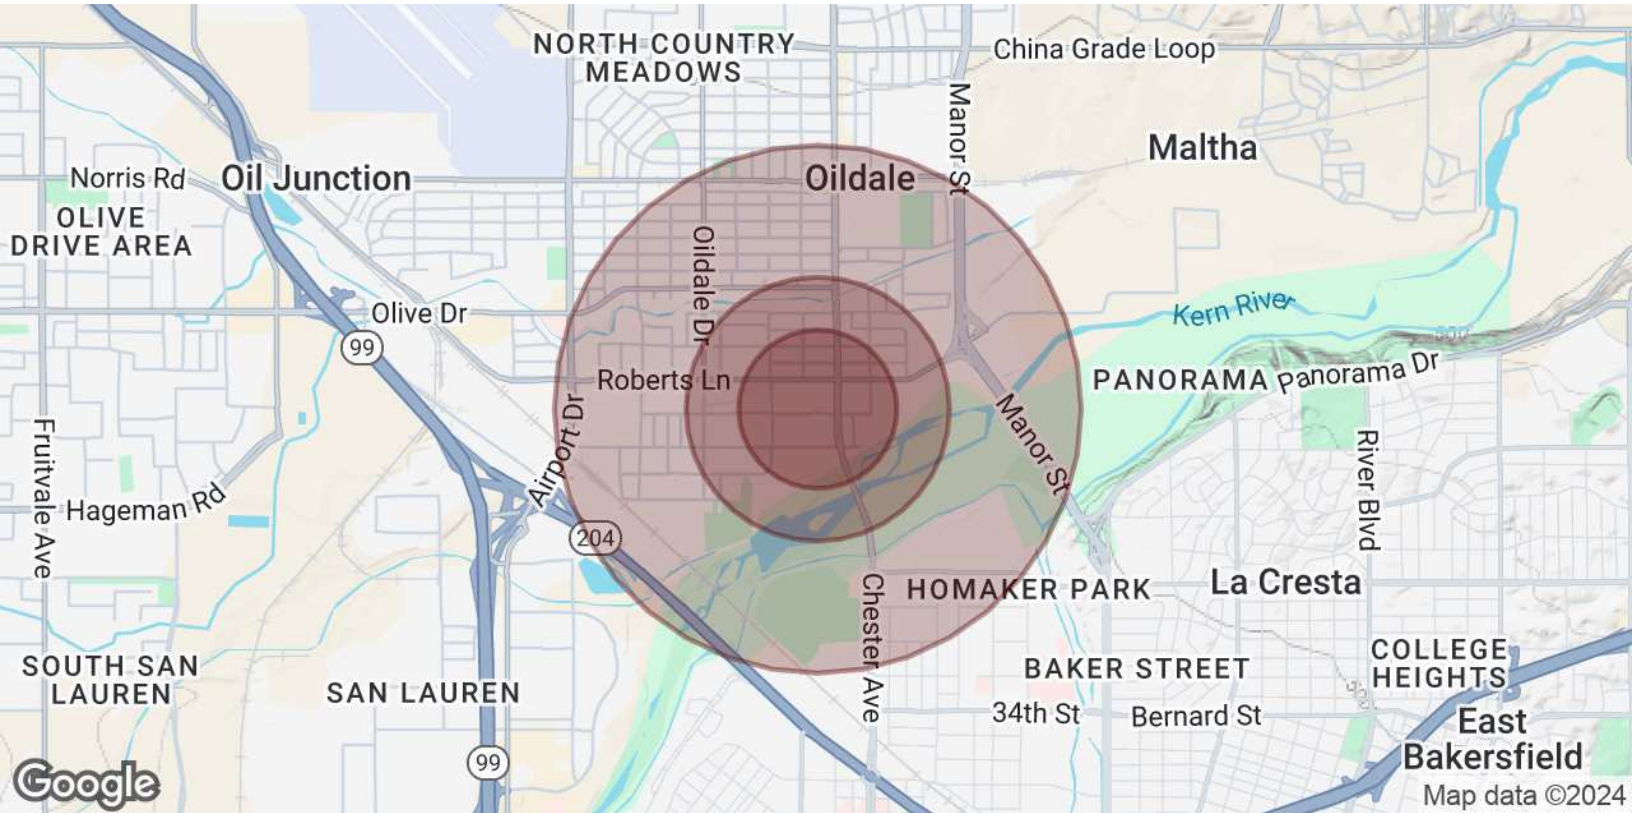 NORTH COUNTRY
MEADOWS
China Grade Loop
Manor St
Maltha
Norris Rd
Oil Junction
Oildale
OLIVE
DRIVE AREA
Oildale Dr
Kern River
Olive Dr
99
Roberts Ln
PANORAMA
Panorama Dr
Airport Dr
Manor St
Fruitvale Ave
River Blvd
Hageman Rd
204
Chester Ave
HOMAKER PARK
La Cresta
SOUTH SAN
LAUREN
SAN LAUREN
BAKER STREET
COLLEGE
HEIGHTS
34th St
Bernard St
East
Bakersfield
99
Google
Map data ©2024